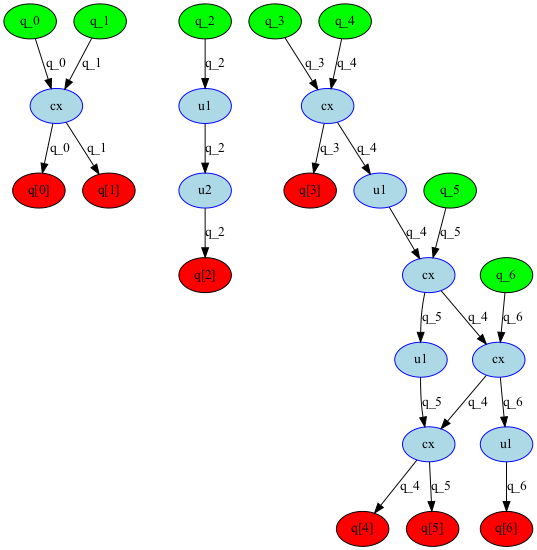 q_0 q_1 q_2 q_3 q_4
q_0 q_1 q_2 q_3 q_4
cx u1 cx
q_0 q_1 q_2 q_3 q_4
q[0] q[1] u2 q[3] u1 q_5
q_2 q_4 q_5
q[2] cx q_6
q_5 q_4 q_6
u1 cx
q_5 q_4 q_6
cx u1
q_4 q_5 q_6
q[4] q[5] q[6]